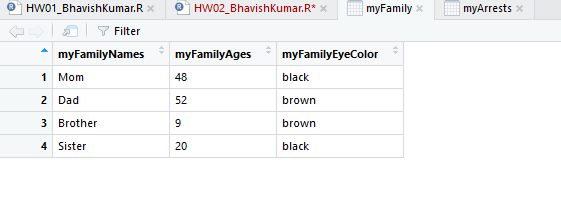 HW01_BhavishKumar.R HW02_BhavishKumar.R* myFamily myArrests
Filter
myFamilyNames myFamilyAges myFamilyEyeColor
1 Mom 48 black
2 Dad 52 brown
3 Brother 9 brown
4 Sister 20 black